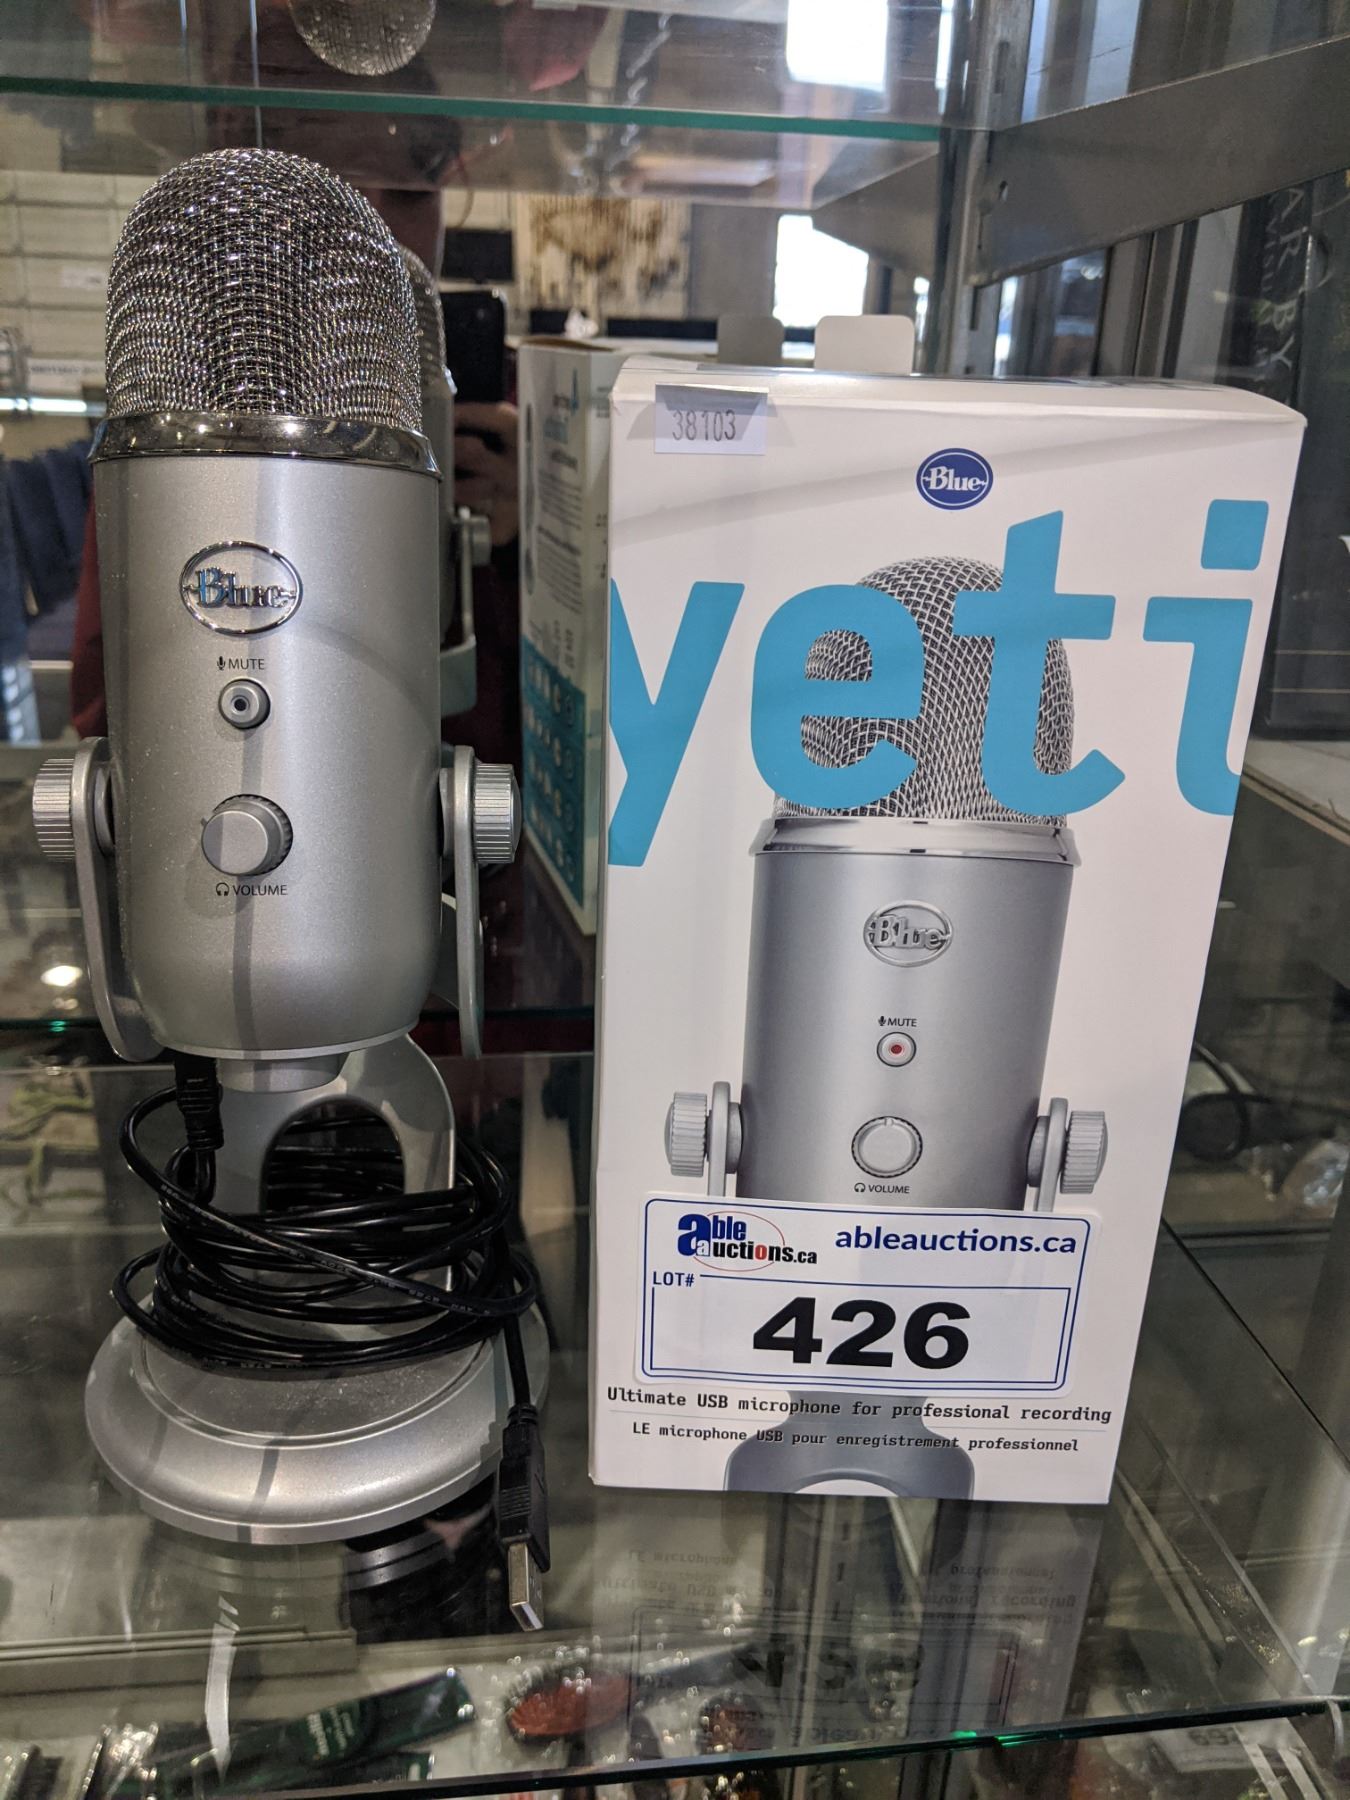 Blue
MUTE
VOLUME
38103
Blue
yeti
Blue
MUTE
VOLUME
able auctions.ca
ableauctions.ca
LOT#
426
Ultimate USB microphone for professional recording
LE microphone USB pour enregistrement professionnel